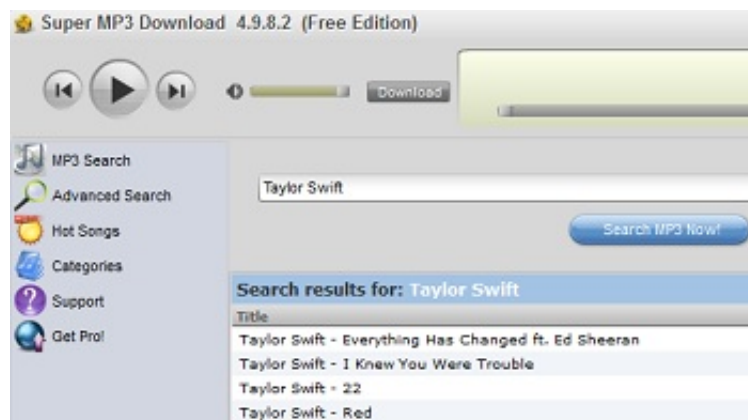 Super MP3 Download 4.9.8.2 (Free Edition)
Download
MP3 Search
Advanced Search
Hot Songs
Categories
Support
Get Pro!
Taylor Swift
Search MP3 Now!
Search results for: Taylor Swift
Title
Taylor Swift - Everything Has Changed ft. Ed Sheeran
Taylor Swift - I Knew You Were Trouble
Taylor Swift - 22
Taylor Swift - Red